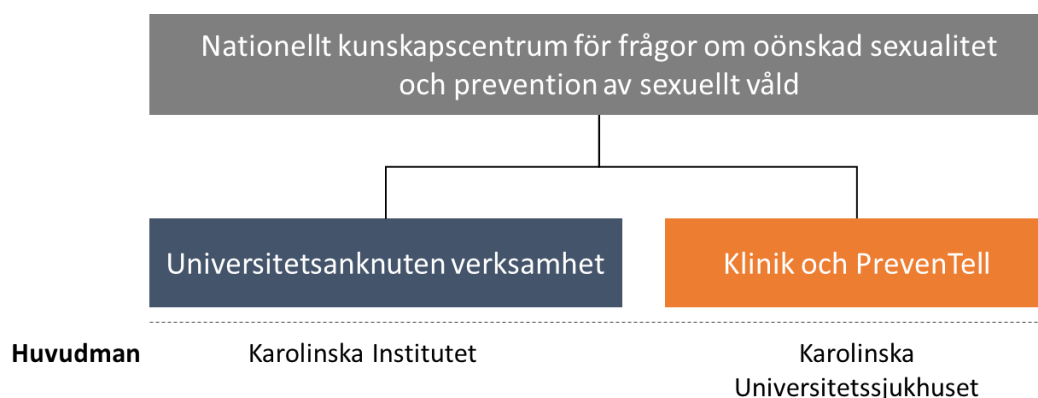 Nationellt kunskapscentrum för frågor om oönskad sexualitet
och prevention av sexuellt våld
Universitetsanknuten verksamhet
Klinik och PrevenTell
Huvudman
Karolinska Institutet
Karolinska
Universitetssjukhuset